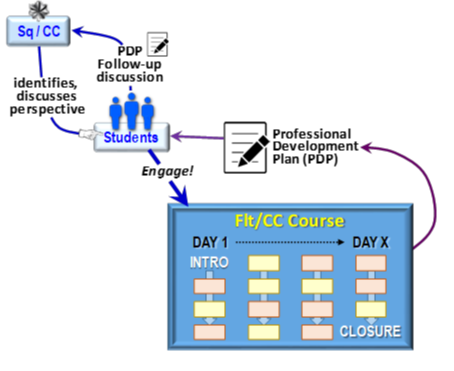 Sq / CC
PDP
Follow-up
discussion
identifies,
discusses
perspective
Students
Engage!
Professional
Development
Plan (PDP)
Flt/CC Course
DAY 1
DAY X
INTRO
CLOSURE